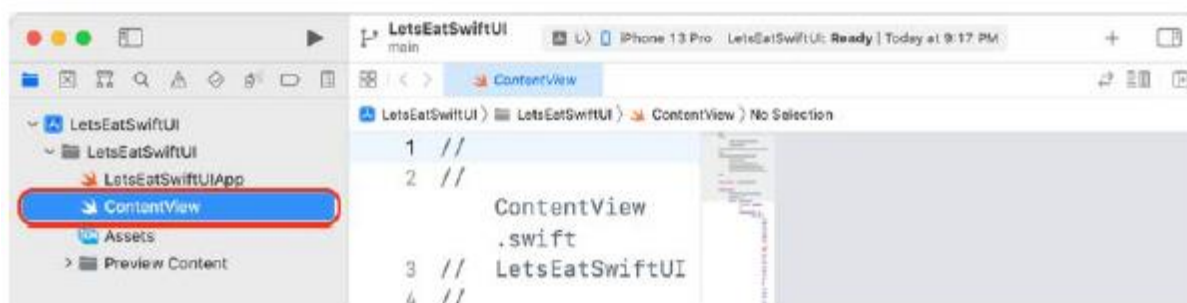 LetsEatSwiftUI
main
iPhone 13 Pro LetsEatSwiftUI: Ready | Today at 9:17 PM
ContentView
LetsEatSwiftUI
LetsEatSwiftUI
LetsEatSwiftUIApp
ContentView
Assets
Preview Content
LetsEatSwiftUI 〉 LetsEatSwiftUI 〉 ContentView 〉 No Selection
1 //
2 //
ContentView
.swift
3 // LetsEatSwiftUI
4 //